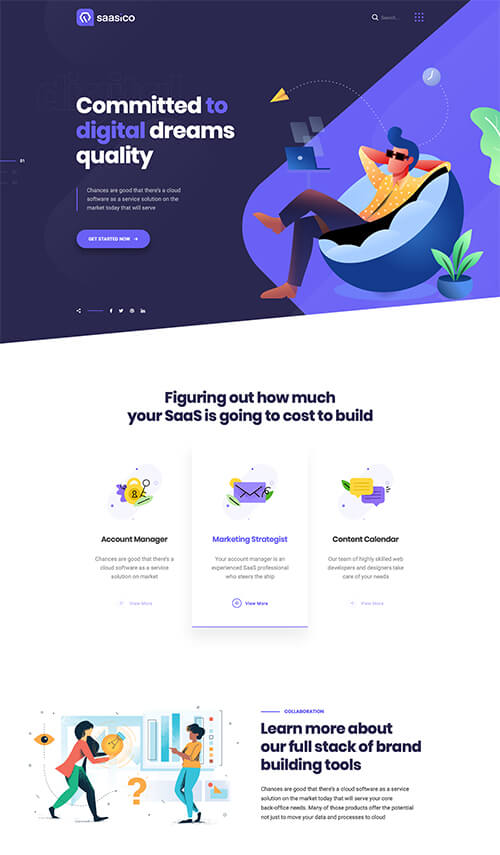 saasico
Search...
digital
Committed to
digital dreams
quality
01
Chances are good that there's a cloud
software as a service solution on the
market today that will serve
GET STARTED NOW
Figuring out how much
your SaaS is going to cost to build
Account Manager
Chances are good that there's a
cloud software as a service
solution on market
View More
Marketing Strategist
Your account manager is an
experienced SaaS professional
who steers the ship
View More
Content Calendar
Our team of highly skilled web
developers and designers take
care of your needs
View More
COLLABORATION
Learn more about
our full stack of brand
building tools
Chances are good that there's a cloud software as a service
solution on the market today that will serve your core
back-office needs. Many of those products offer the potential
not just to move your data and processes to cloud
?